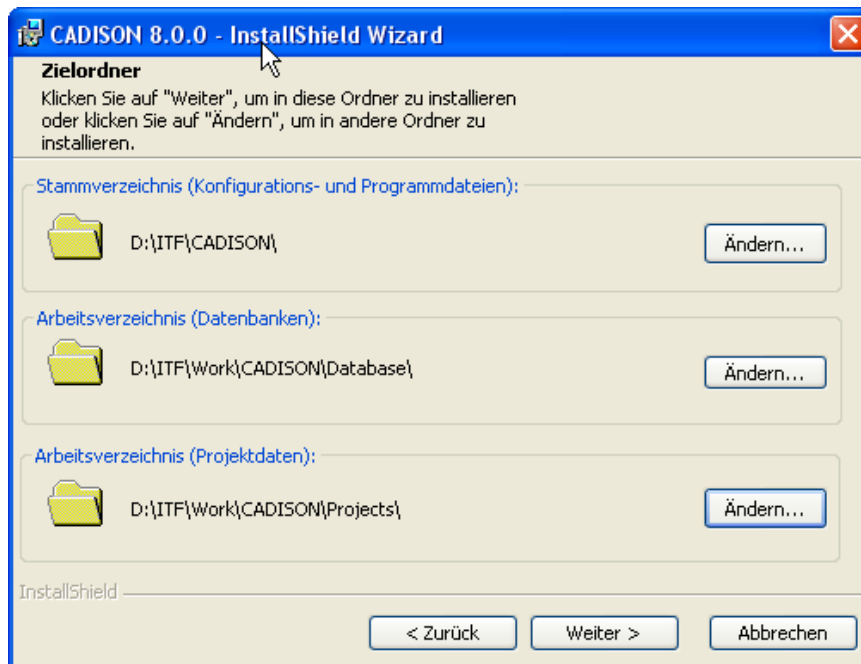 CADISON 8.0.0 - InstallShield Wizard
Zielordner
Klicken Sie auf "Weiter", um in diese Ordner zu installieren
oder klicken Sie auf "Ändern", um in andere Ordner zu
installieren.
Stammverzeichnis (Konfigurations- und Programmdateien):
D:\ITF\CADISON\
Ändern...
Arbeitsverzeichnis (Datenbanken):
D:\ITF\Work\CADISON\Database\
Ändern...
Arbeitsverzeichnis (Projektdaten):
D:\ITF\Work\CADISON\Projects\
Ändern...
InstallShield
< Zurück
Weiter >
Abbrechen